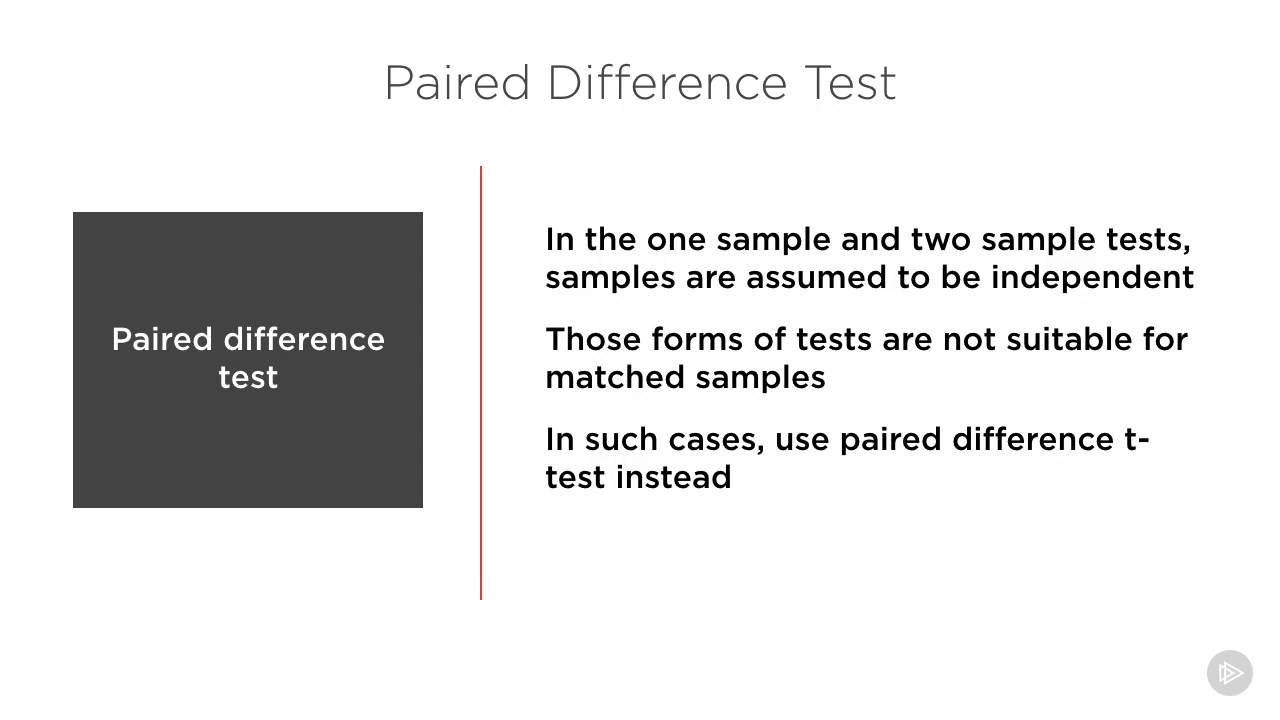 Paired Difference Test
Paired difference
test
In the one sample and two sample tests,
samples are assumed to be independent
Those forms of tests are not suitable for
matched samples
In such cases, use paired difference t-
test instead